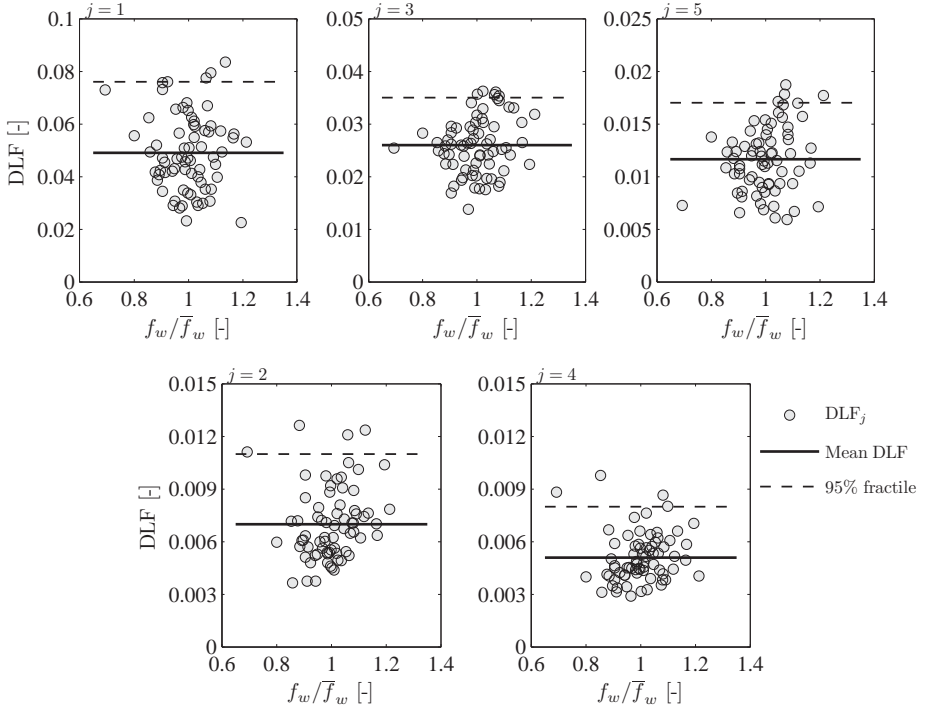 j = 1
0.1
0.08
0.06
0.04
0.02
0
DLF [-]
0.6 0.8 1 1.2 1.4
f_w/f̅_w [-]
j = 3
0.05
0.04
0.03
0.02
0.01
0
0.6 0.8 1 1.2 1.4
f_w/f̅_w [-]
j = 5
0.025
0.02
0.015
0.01
0.005
0
0.6 0.8 1 1.2 1.4
f_w/f̅_w [-]
j = 2
0.015
0.012
0.009
0.006
0.003
0
DLF [-]
0.6 0.8 1 1.2 1.4
f_w/f̅_w [-]
j = 4
0.015
0.012
0.009
0.006
0.003
0
0.6 0.8 1 1.2 1.4
f_w/f̅_w [-]
DLF_j
Mean DLF
95% fractile